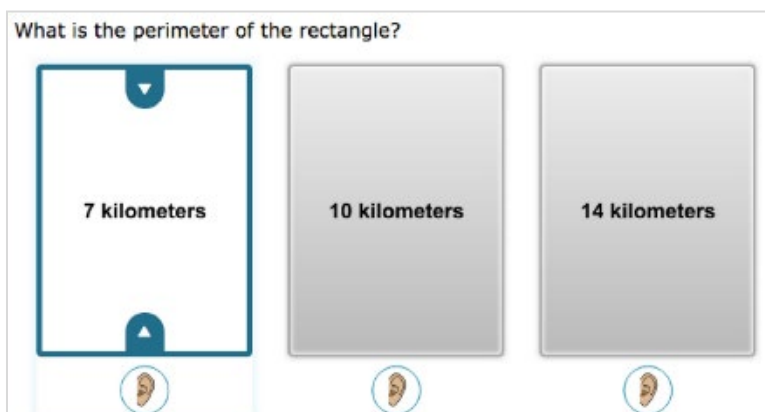 What is the perimeter of the rectangle?
7 kilometers
10 kilometers
14 kilometers